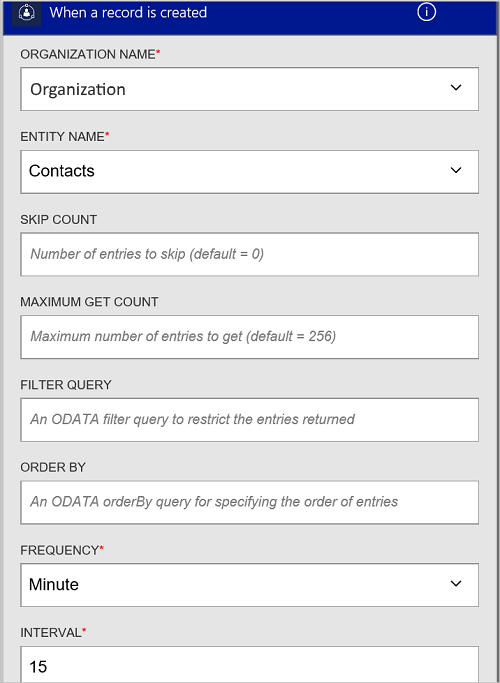 When a record is created
ORGANIZATION NAME*
Organization
ENTITY NAME*
Contacts
SKIP COUNT
Number of entries to skip (default = 0)
MAXIMUM GET COUNT
Maximum number of entries to get (default = 256)
FILTER QUERY
An ODATA filter query to restrict the entries returned
ORDER BY
An ODATA orderBy query for specifying the order of entries
FREQUENCY*
Minute
INTERVAL*
15